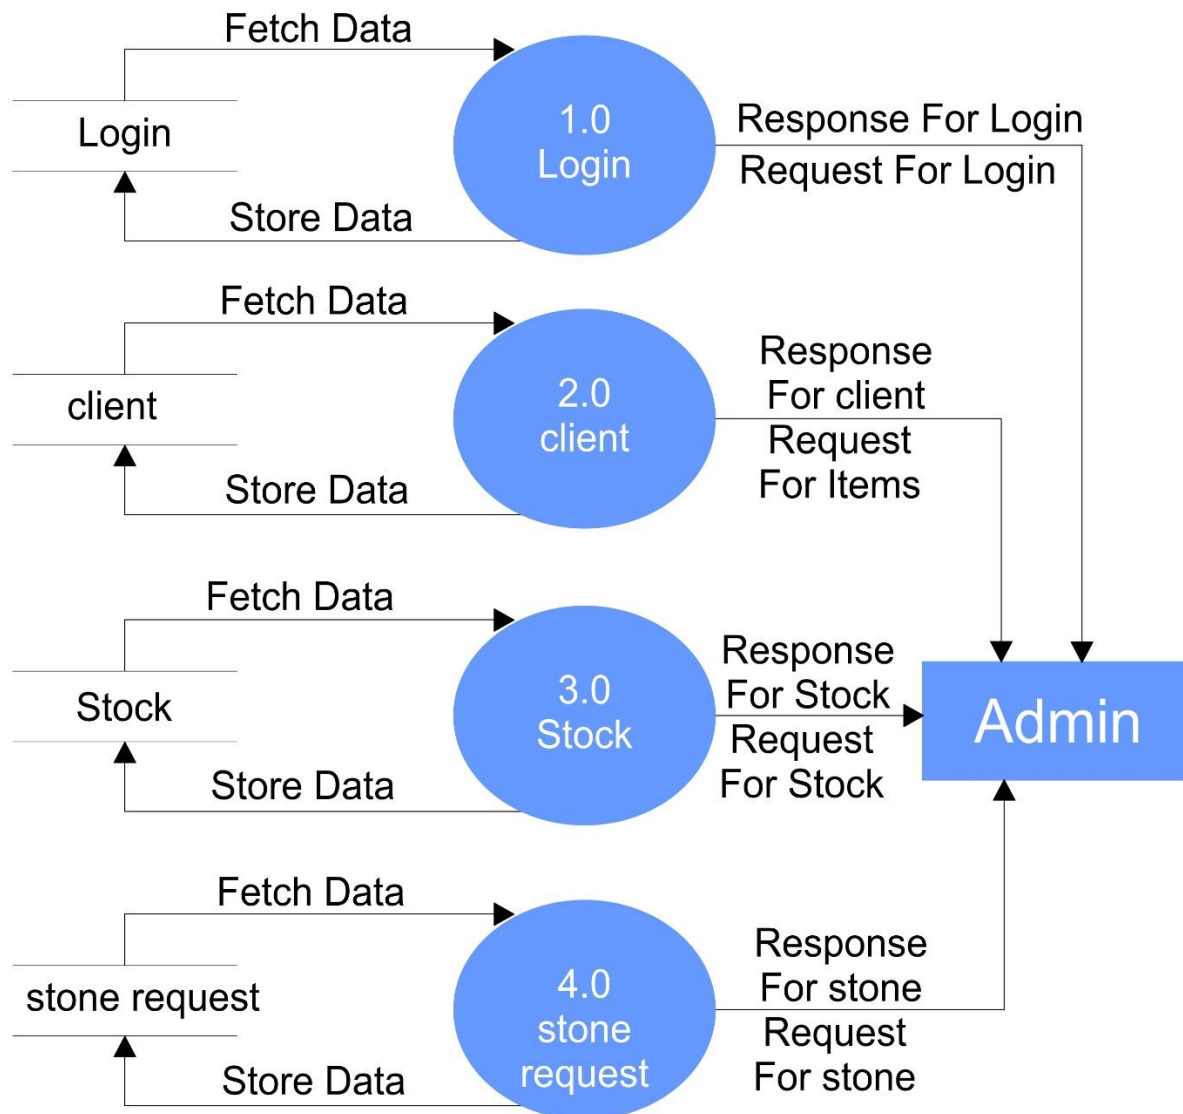 Fetch Data
Login
1.0
Login
Store Data
Response For Login
Request For Login
Fetch Data
client
2.0
client
Store Data
Response
For client
Request
For Items
Fetch Data
Stock
3.0
Stock
Store Data
Response
For Stock
Request
For Stock
Admin
Fetch Data
stone request
4.0
stone
request
Store Data
Response
For stone
Request
For stone